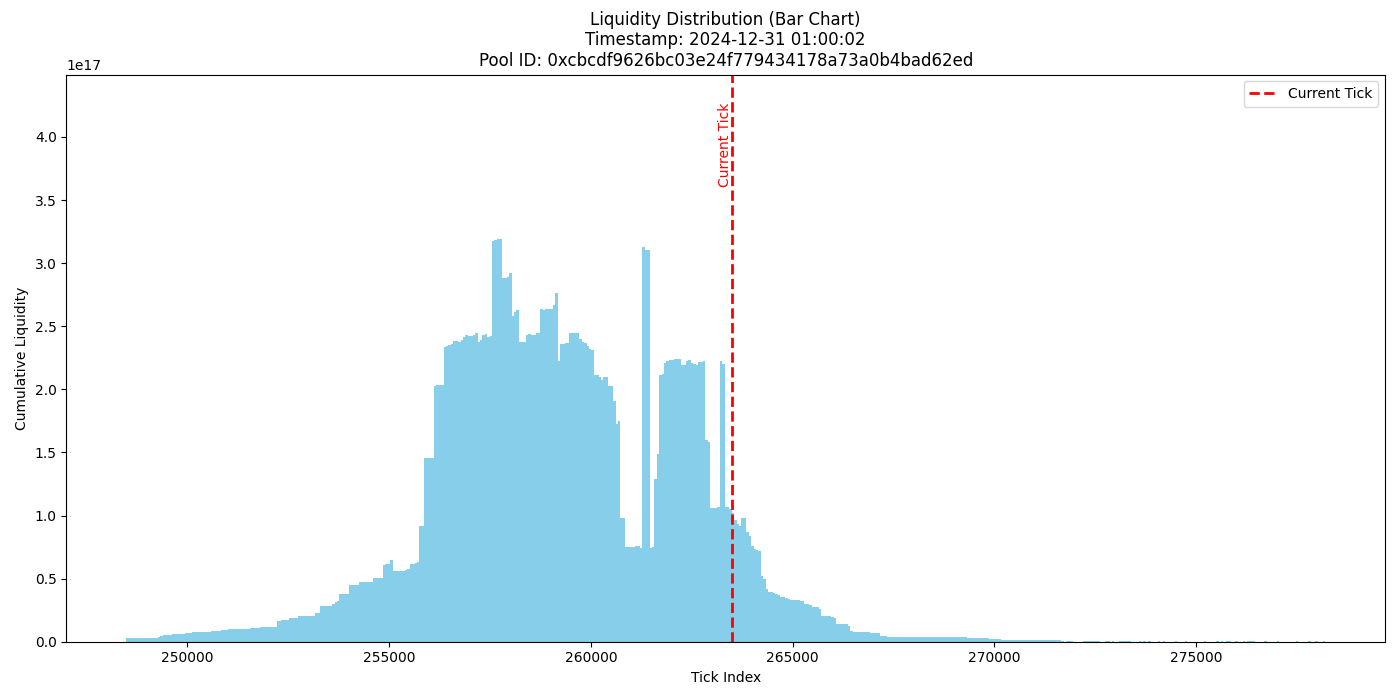 Liquidity Distribution (Bar Chart)
Timestamp: 2024-12-31 01:00:02
Pool ID: 0xcbcdf9626bc03e24f779434178a73a0b4bad62ed
1e17
Current Tick
Current Tick
4.0
3.5
3.0
2.5
2.0
1.5
1.0
0.5
0.0
Cumulative Liquidity
250000 255000 260000 265000 270000 275000
Tick Index